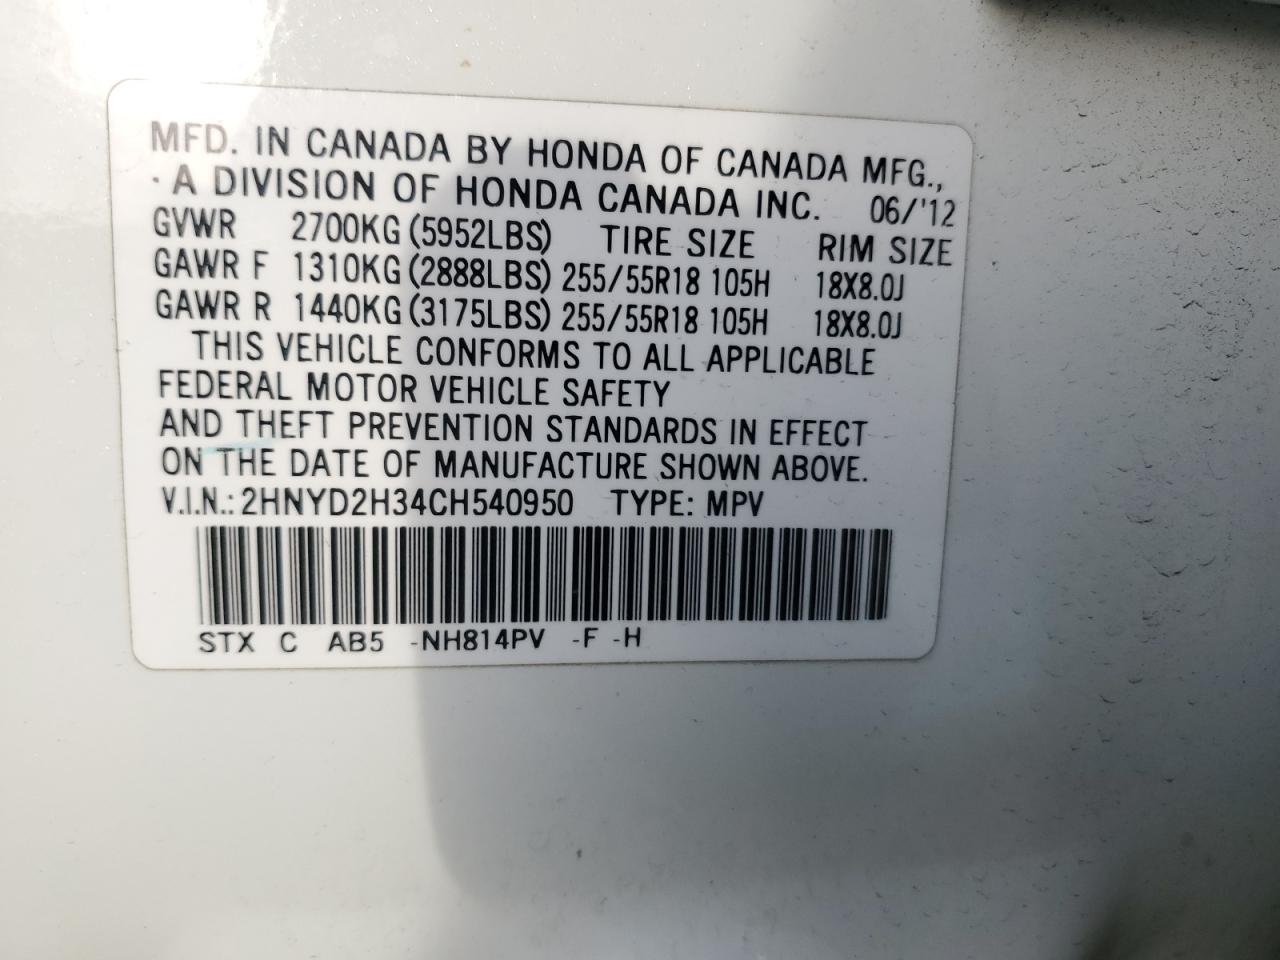 MFD. IN CANADA BY HONDA OF CANADA MFG.,
· A DIVISION OF HONDA CANADA INC. 06/'12
GVWR 2700KG (5952LBS) TIRE SIZE RIM SIZE
GAWR F 1310KG (2888LBS) 255/55R18 105H 18X8.0J
GAWR R 1440KG (3175LBS) 255/55R18 105H 18X8.0J
THIS VEHICLE CONFORMS TO ALL APPLICABLE
FEDERAL MOTOR VEHICLE SAFETY
AND THEFT PREVENTION STANDARDS IN EFFECT
ON THE DATE OF MANUFACTURE SHOWN ABOVE.
V.I.N.: 2HNYD2H34CH540950 TYPE: MPV
STX C AB5 -NH814PV -F -H